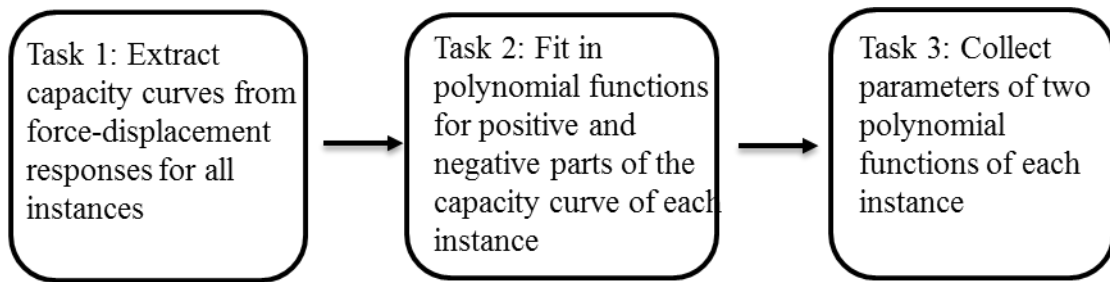 Task 1: Extract
capacity curves from
force-displacement
responses for all
instances
Task 2: Fit in
polynomial functions
for positive and
negative parts of the
capacity curve of each
instance
Task 3: Collect
parameters of two
polynomial
functions of each
instance